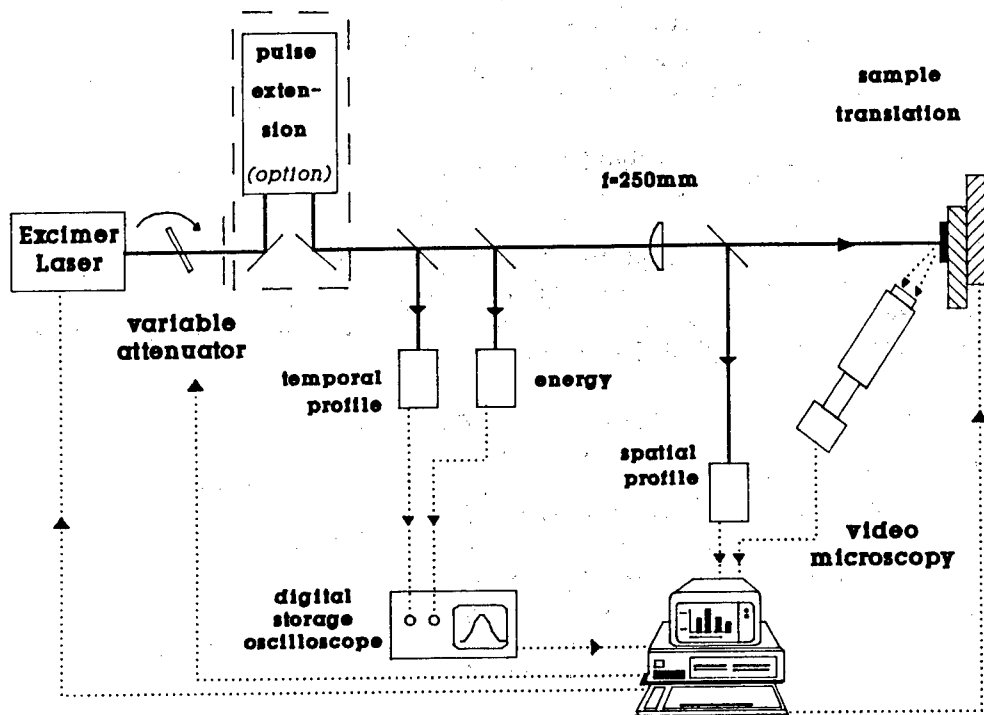 pulse
exten-
sion
(option)
sample
translation
f=250mm
Excimer
Laser
variable
attenuator
temporal
profile
energy
spatial
profile
video
microscopy
digital
storage
oscilloscope